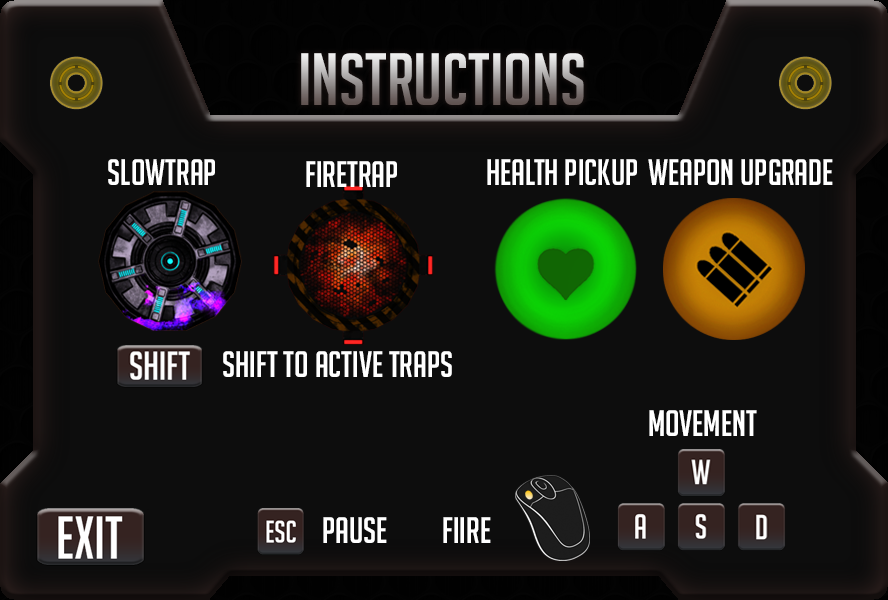 INSTRUCTIONS
SLOWTRAP
FIRETRAP
HEALTH PICKUP
WEAPON UPGRADE
SHIFT
SHIFT TO ACTIVE TRAPS
MOVEMENT
W
A
S
D
EXIT
ESC
PAUSE
FIIRE